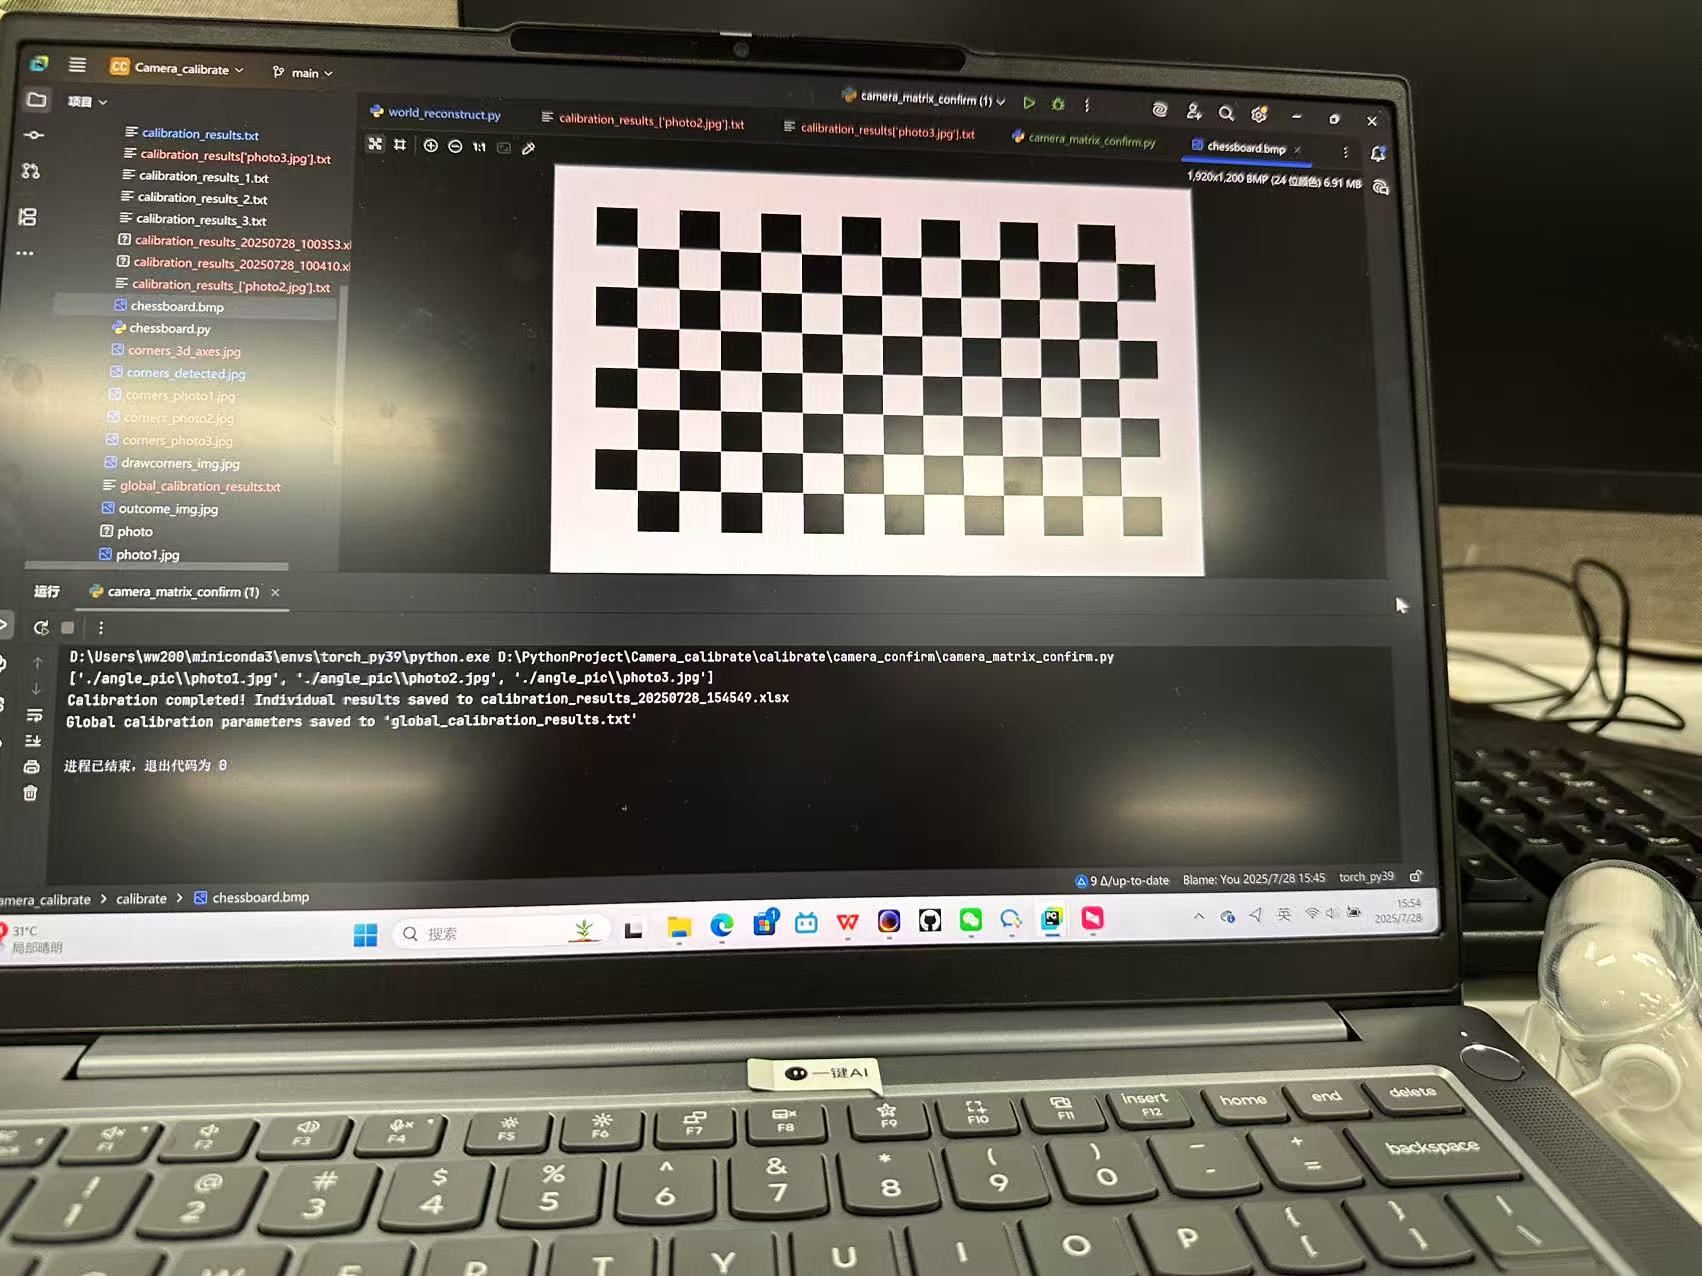 CC Camera_calibrate
main
camera_matrix_confirm (1)
项目
world_reconstruct.py
calibration_results_['photo2.jpg'].txt
calibration_results['photo3.jpg'].txt
camera_matrix_confirm.py
chessboard.bmp
1:1
1,920x1,200 BMP (24 位颜色) 6.91 MB
calibration_results.txt
calibration_results['photo3.jpg'].txt
calibration_results_1.txt
calibration_results_2.txt
calibration_results_3.txt
calibration_results_20250728_100353.xl
calibration_results_20250728_100410.xl
calibration_results_['photo2.jpg'].txt
chessboard.bmp
chessboard.py
corners_3d_axes.jpg
corners_detected.jpg
corners_photo1.jpg
corners_photo2.jpg
corners_photo3.jpg
drawcorners_img.jpg
global_calibration_results.txt
outcome_img.jpg
photo
photo1.jpg
运行
camera_matrix_confirm (1)
D:\Users\ww200\miniconda3\envs\torch_py39\python.exe D:\PythonProject\Camera_calibrate\calibrate\camera_confirm\camera_matrix_confirm.py
['./angle_pic\\photo1.jpg', './angle_pic\\photo2.jpg', './angle_pic\\photo3.jpg']
Calibration completed! Individual results saved to calibration_results_20250728_154549.xlsx
Global calibration parameters saved to 'global_calibration_results.txt'
进程已结束，退出代码为 0
amera_calibrate > calibrate > chessboard.bmp
9 Δ/up-to-date
Blame: You 2025/7/28 15:45
torch_py39
31°C
局部晴朗
搜索
英
15:54
2025/7/28
一键AI
F1
F2
F3
F4
F5
F6
F7
F8
F9
F10
F11
insert
F12
home
end
delete
! 1
@ 2
# 3
$ 4
% 5
^ 6
& 7
* 8
( 9
) 0
- 
+ =
backspace
T
Y
U
I
O
P
{ [
} ]
| \